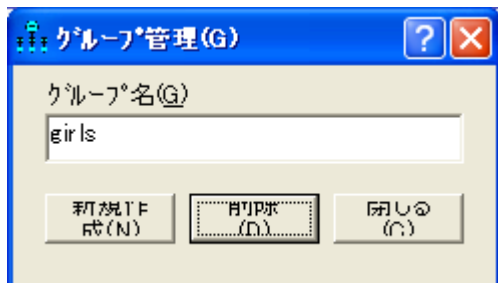 ｸﾞﾙｰﾌﾟ管理(G)
ｸﾞﾙｰﾌﾟ名(G)
girls
新規作
成(N)
削除
(D)
閉じる
(C)